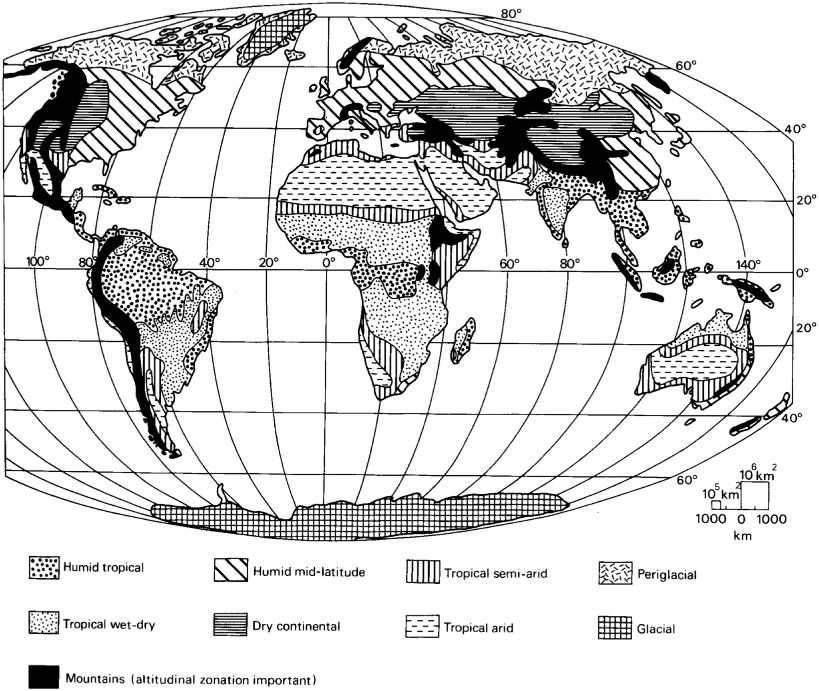 80°
60°
40°
20°
100° 80° 40° 20° 0° 60° 80° 140° 0°
20°
40°
60°
10⁶ km²
10⁵ km²
1000 0 1000
km
Humid tropical Humid mid-latitude Tropical semi-arid Periglacial
Tropical wet-dry Dry continental Tropical arid Glacial
Mountains (altitudinal zonation important)